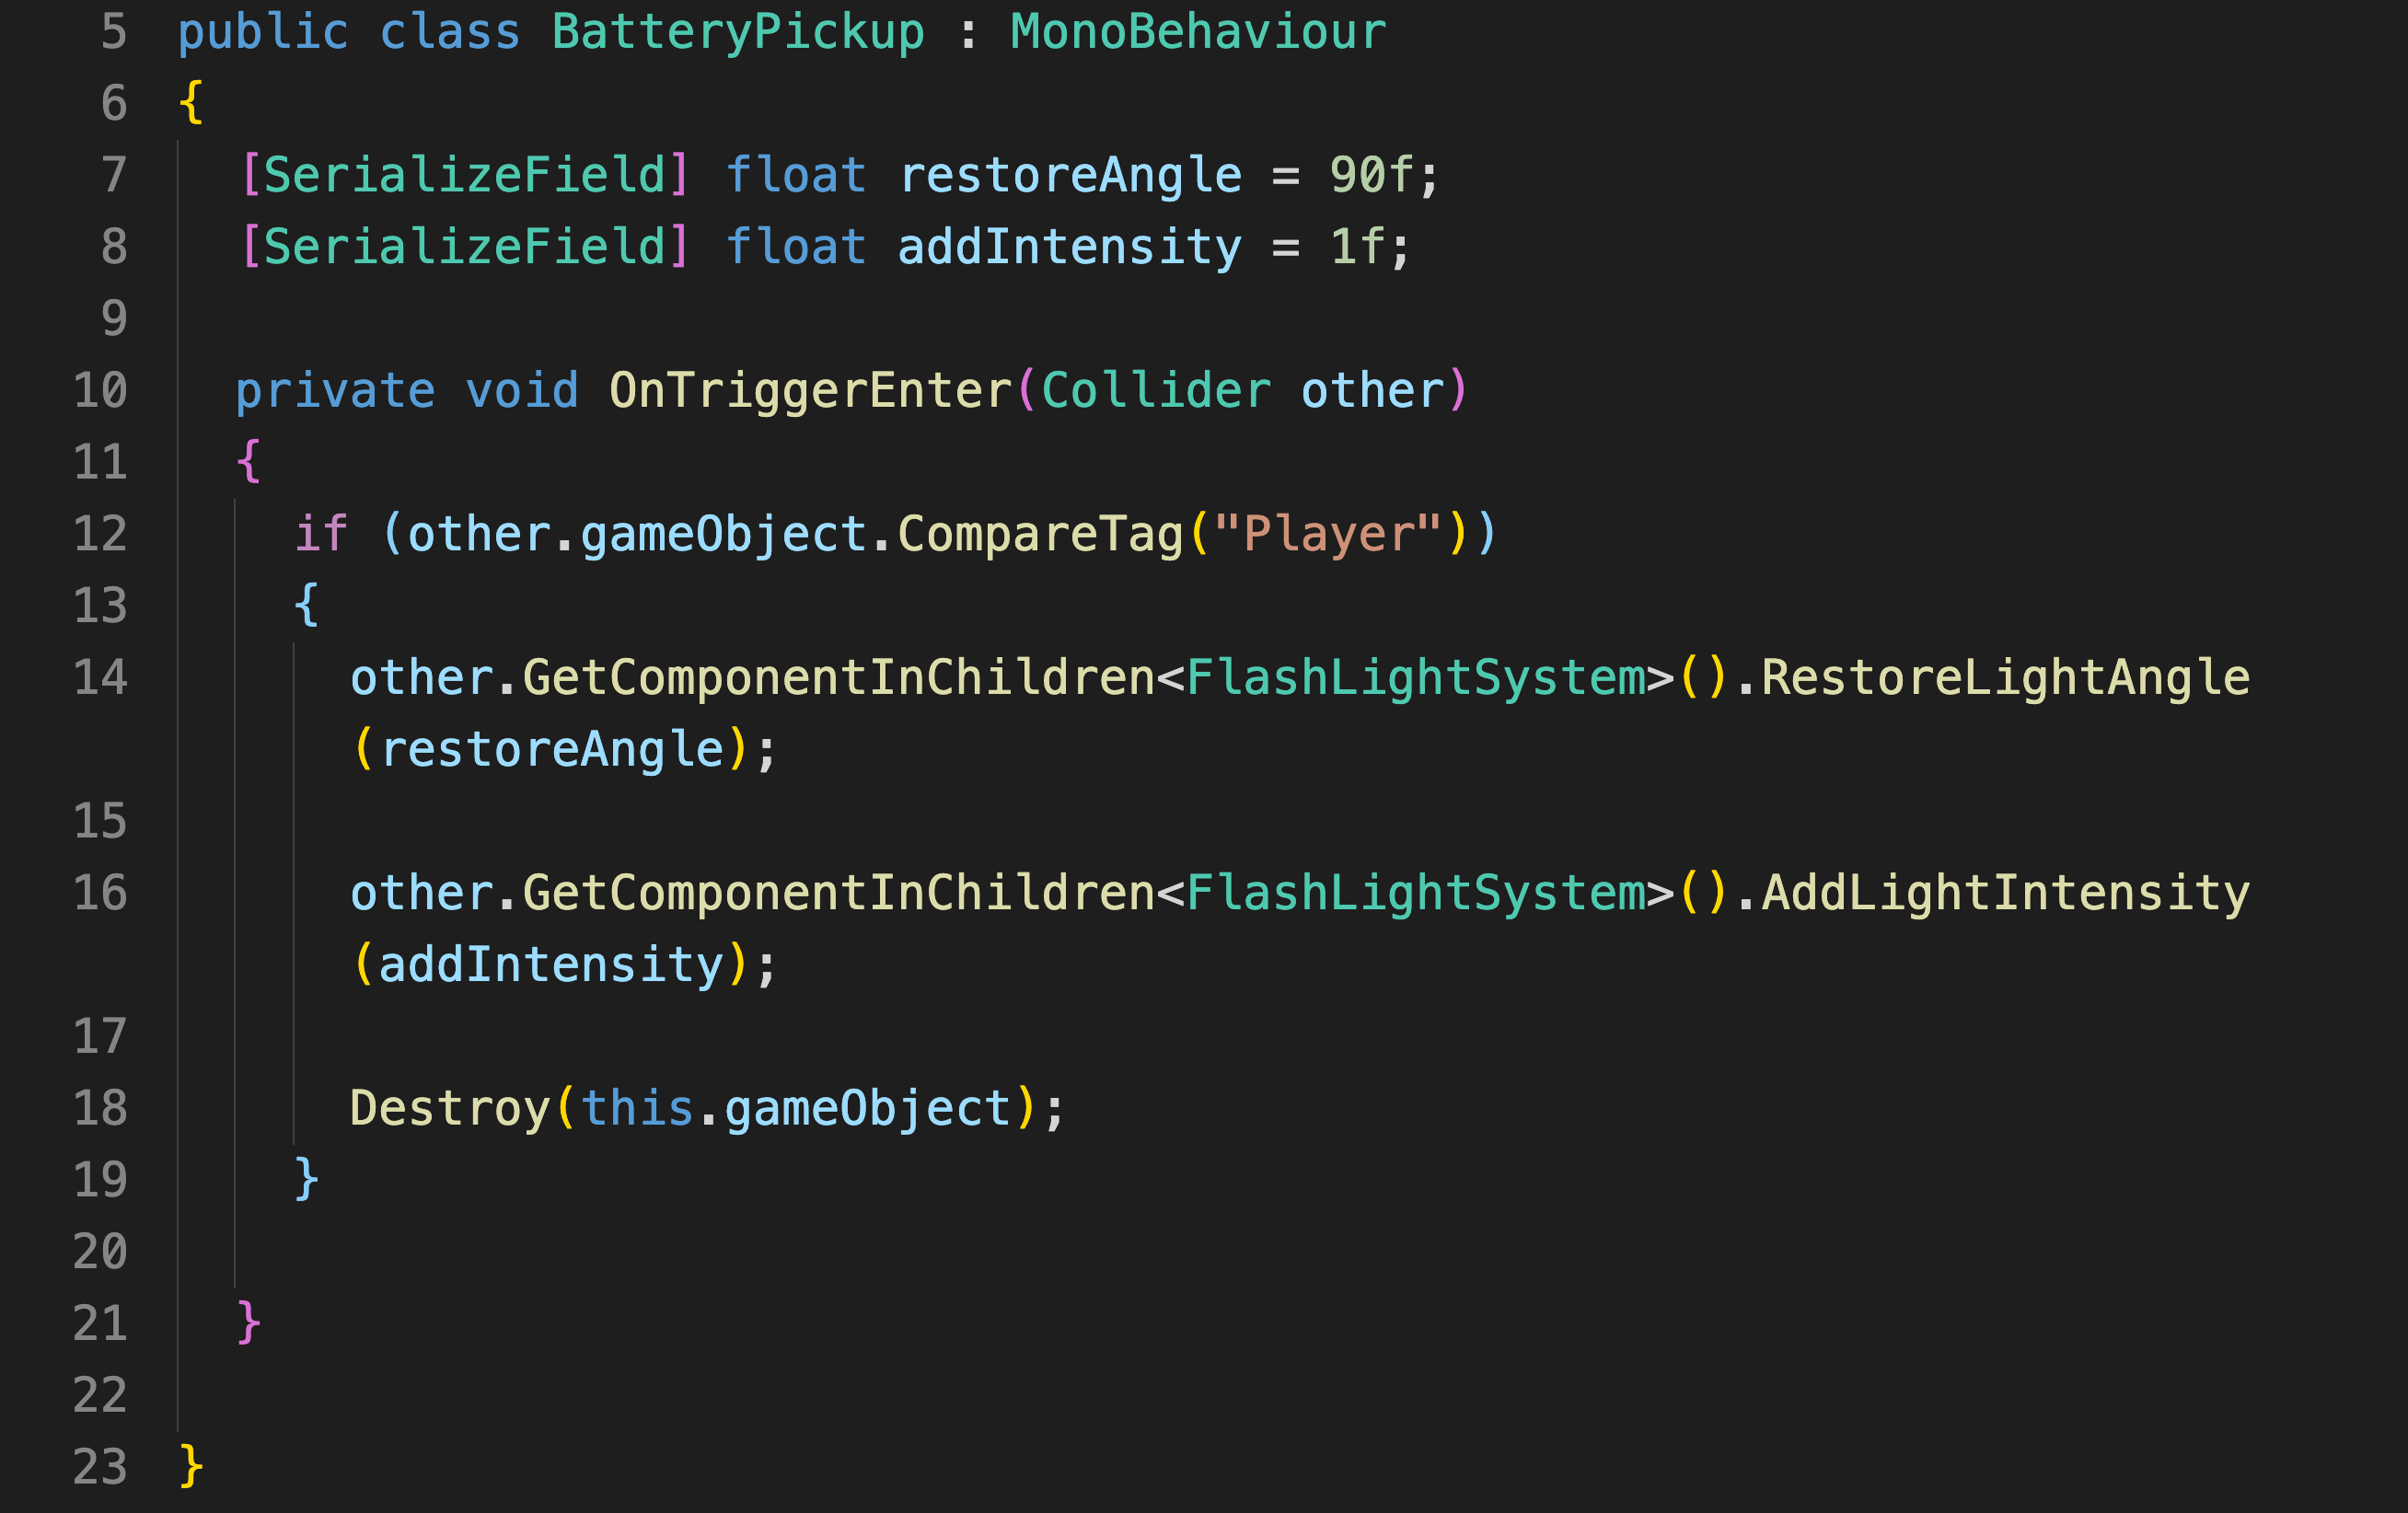 5 public class BatteryPickup : MonoBehaviour
6 {
7 [SerializeField] float restoreAngle = 90f;
8 [SerializeField] float addIntensity = 1f;
9
10 private void OnTriggerEnter(Collider other)
11 {
12 if (other.gameObject.CompareTag("Player"))
13 {
14 other.GetComponentInChildren<FlashLightSystem>().RestoreLightAngle
(restoreAngle);
15
16 other.GetComponentInChildren<FlashLightSystem>().AddLightIntensity
(addIntensity);
17
18 Destroy(this.gameObject);
19 }
20
21 }
22
23 }